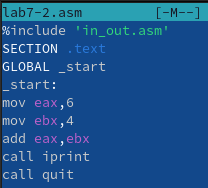 lab7-2.asm [-M--]
%include 'in_out.asm'
SECTION .text
GLOBAL _start
_start:
mov eax,6
mov ebx,4
add eax,ebx
call iprint
call quit